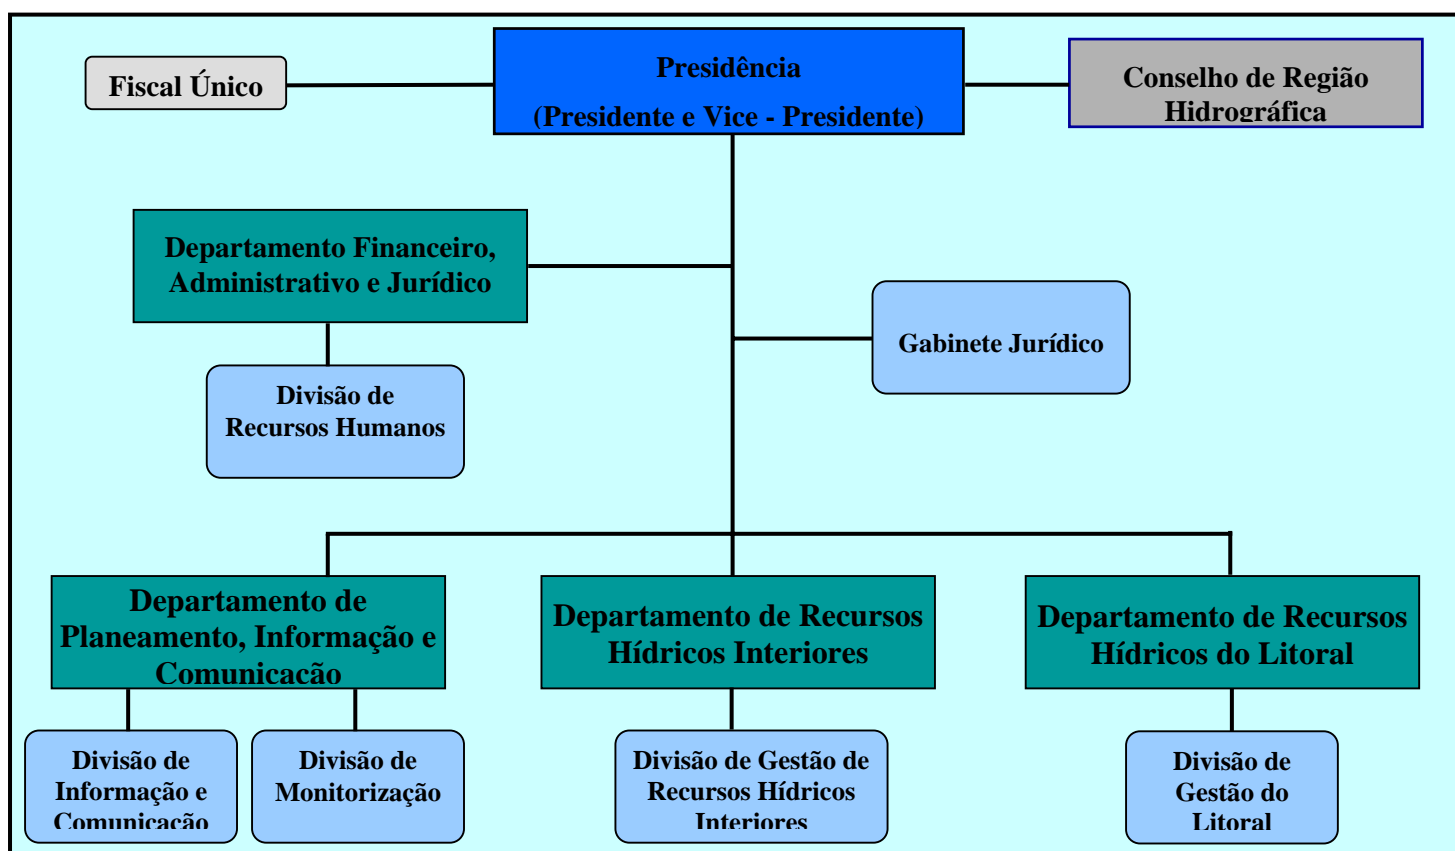 Fiscal Único
Presidência
(Presidente e Vice - Presidente)
Conselho de Região
Hidrográfica
Departamento Financeiro,
Administrativo e Jurídico
Gabinete Jurídico
Divisão de
Recursos Humanos
Departamento de
Planeamento, Informação e
Comunicação
Departamento de Recursos
Hídricos Interiores
Departamento de Recursos
Hídricos do Litoral
Divisão de
Informação e
Comunicação
Divisão de
Monitorização
Divisão de Gestão de
Recursos Hídricos
Interiores
Divisão de
Gestão do
Litoral